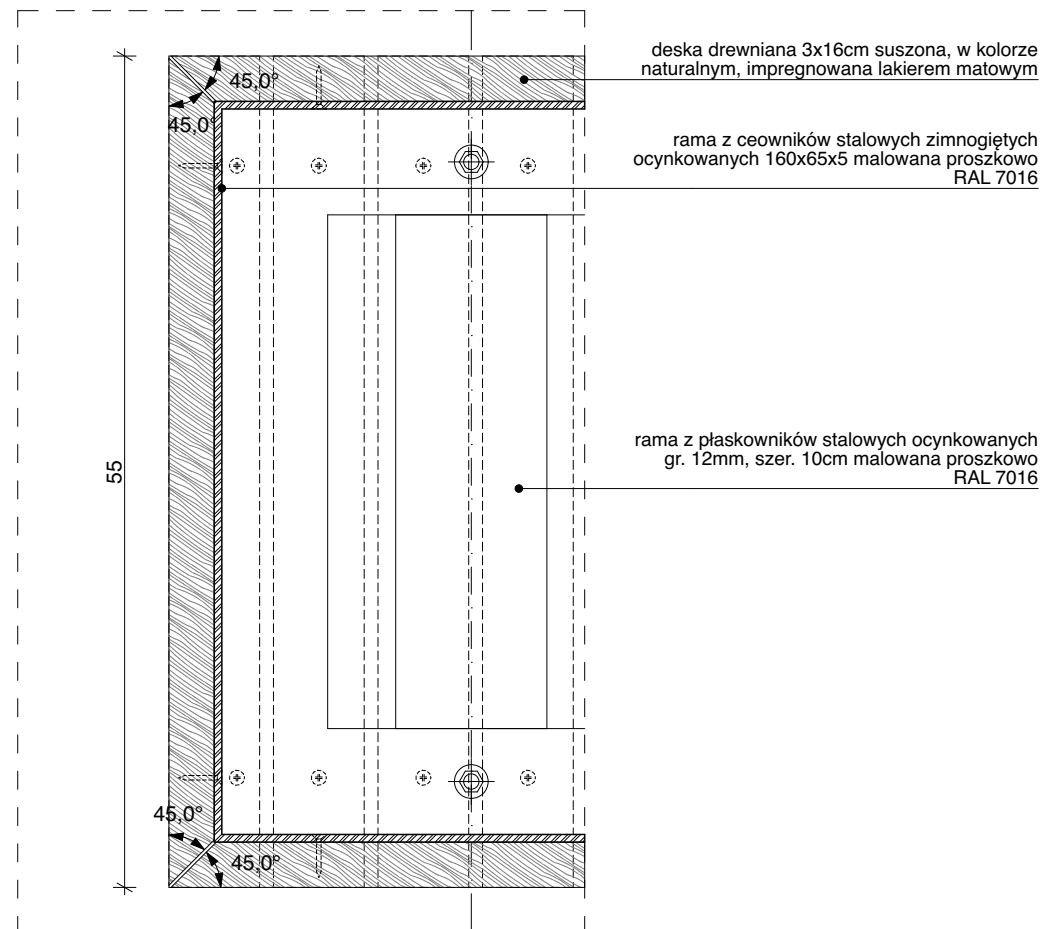 deska drewniana 3x16cm suszona, w kolorze
naturalnym, impregnowana lakierem matowym
45,0°
45,0°
rama z ceowników stalowych zimnogiętych
ocynkowanych 160x65x5 malowana proszkowo
RAL 7016
rama z płaskowników stalowych ocynkowanych
gr. 12mm, szer. 10cm malowana proszkowo
RAL 7016
55
45,0°
45,0°